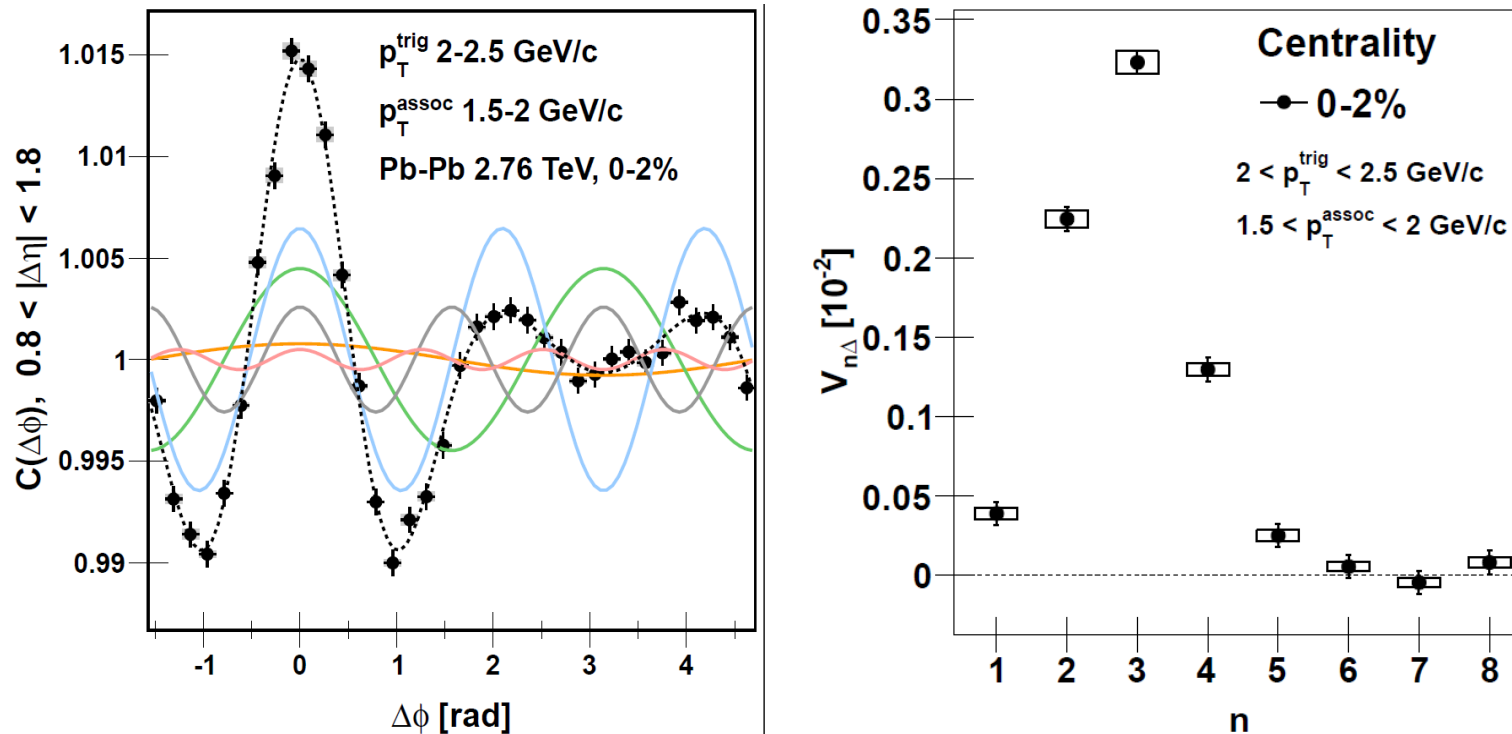 C(Δϕ), 0.8 < |Δη| < 1.8
1.015
1.01
1.005
1
0.995
0.99
p_T^trig 2-2.5 GeV/c
p_T^assoc 1.5-2 GeV/c
Pb-Pb 2.76 TeV, 0-2%
-1 0 1 2 3 4
Δϕ [rad]
V_nΔ [10^-2]
0.35
0.3
0.25
0.2
0.15
0.1
0.05
0
Centrality
0-2%
2 < p_T^trig < 2.5 GeV/c
1.5 < p_T^assoc < 2 GeV/c
1 2 3 4 5 6 7 8
n